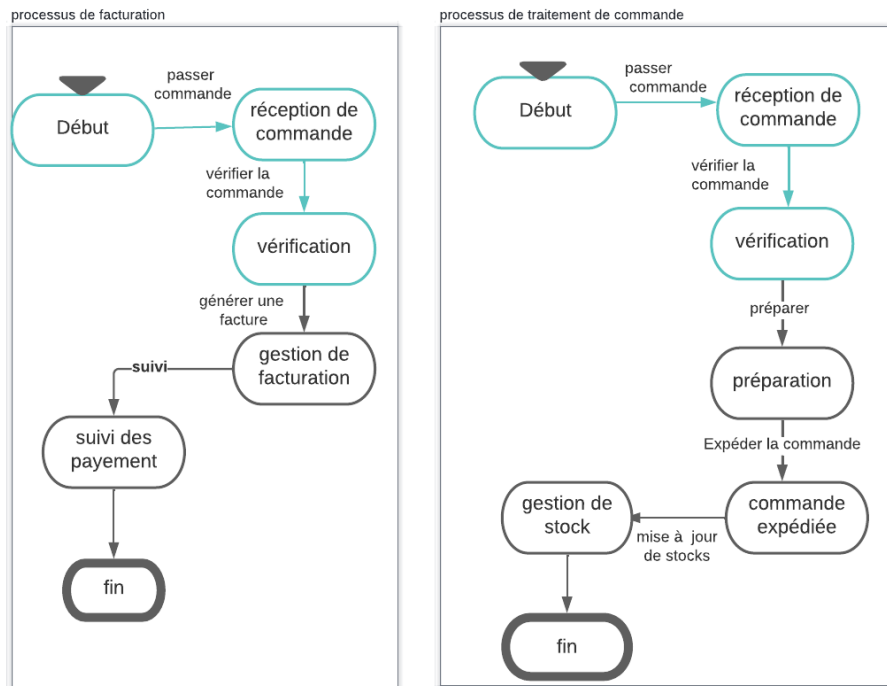 processus de facturation
passer
commande
Début
réception de
commande
vérifier la
commande
vérification
générer une
facture
gestion de
facturation
suivi
suivi des
payement
fin
processus de traitement de commande
passer
commande
Début
réception de
commande
vérifier la
commande
vérification
préparer
préparation
Expéder la commande
commande
expédiée
mise à jour
de stocks
gestion de
stock
fin